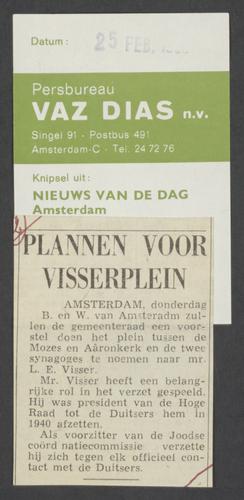 Datum:
25 FEB.
Persbureau
VAZ DIAS n.v.
Singel 91 - Postbus 491
Amsterdam-C - Tel. 24 72 76
Knipsel uit:
NIEUWS VAN DE DAG
Amsterdam
PLANNEN VOOR
VISSERPLEIN
AMSTERDAM, donderdag
B. en W. van Amsteradm zul-
len de gemeenteraad een voor-
stel doen het plein tussen de
Mozes en Aäronkerk en de twee
synagoges te noemen naar mr.
L. E. Visser.
Mr. Visser heeft een belang-
rijke rol in het verzet gespeeld.
Hij was president van de Hoge
Raad tot de Duitsers hem in
1940 afzetten.
Als voorzitter van de Joodse
coörd natiecommissie verzette
hij zich tegen elk officieel con-
tact met de Duitsers.